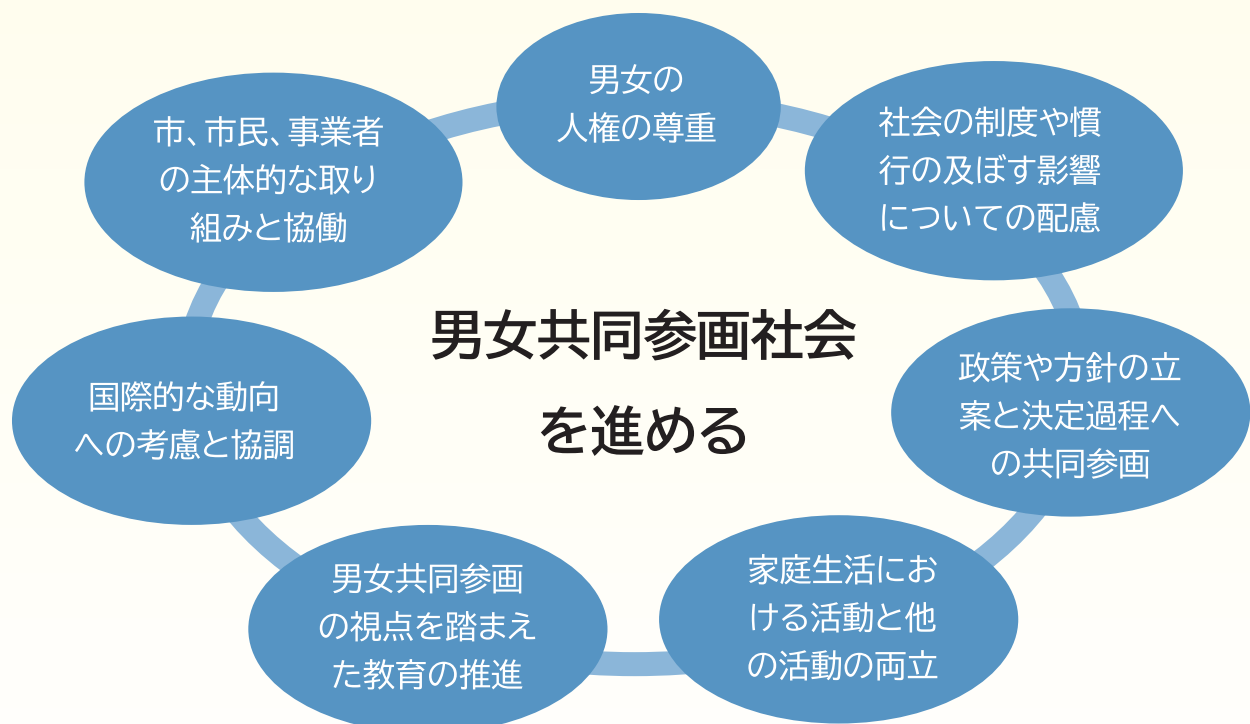 男女の
人権の尊重
社会の制度や慣
行の及ぼす影響
についての配慮
政策や方針の立
案と決定過程へ
の共同参画
家庭生活にお
ける活動と他
の活動の両立
男女共同参画
の視点を踏まえ
た教育の推進
国際的な動向
への考慮と協調
市、市民、事業者
の主体的な取り
組みと協働
男女共同参画社会
を進める